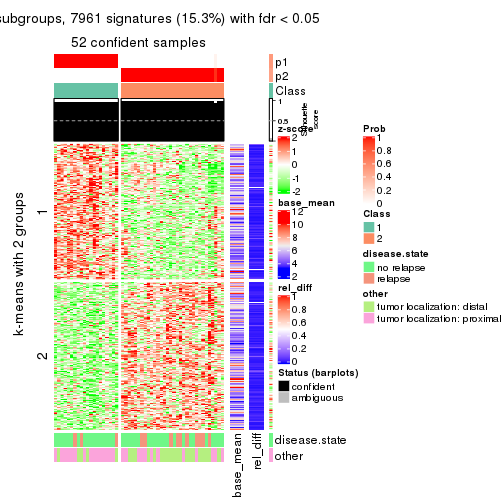 subgroups, 7961 signatures (15.3%) with fdr < 0.05
52 confident samples
p1
p2
Class
1
0.5
Silhouette
score
k-means with 2 groups
1
2
base_mean
rel_diff
disease.state
other
z-score
2
1
0
-1
-2
base_mean
12
10
8
6
4
2
rel_diff
1
0.8
0.6
0.4
0.2
0
Status (barplots)
confident
ambiguous
Prob
1
0.8
0.6
0.4
0.2
0
Class
1
2
disease.state
no relapse
relapse
other
tumor localization: distal
tumor localization: proximal